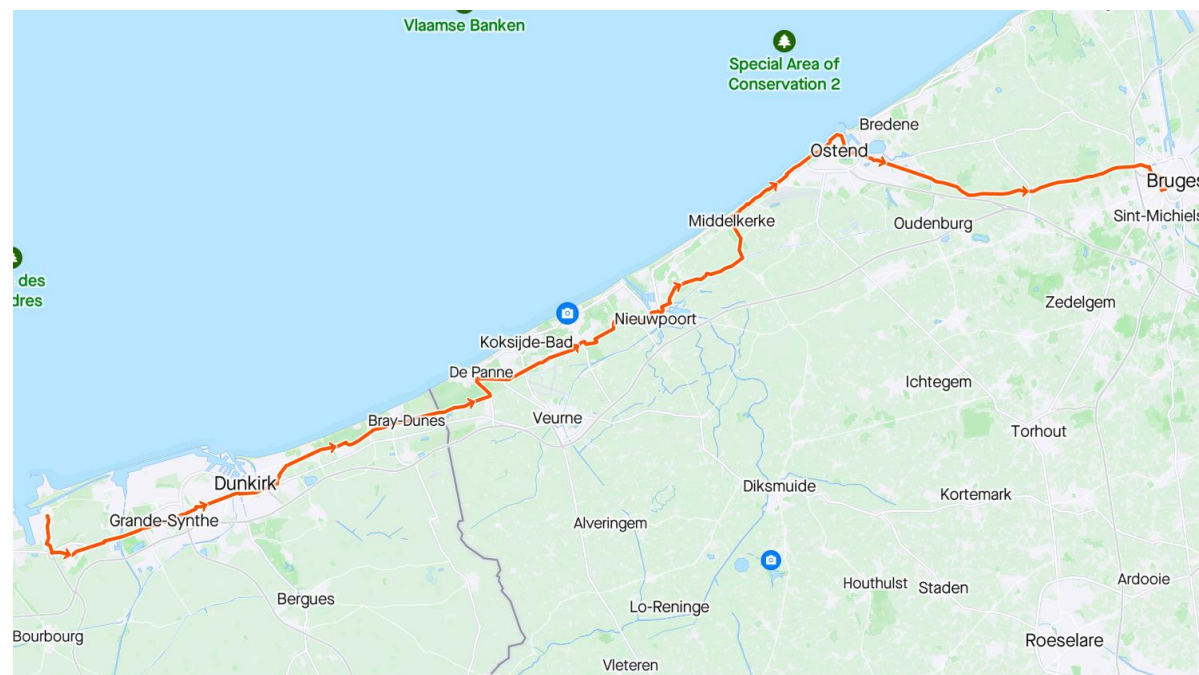 Vlaamse Banken
Special Area of
Conservation 2
Bredene
Ostend
Bruges
Middelkerke
Oudenburg
Sint-Michiels
des
dres
Zedelgem
Nieuwpoort
Koksijde-Bad
De Panne
Ichtegem
Bray-Dunes
Veurne
Torhout
Dunkirk
Diksmuide
Kortemark
Grande-Synthe
Alveringem
Houthulst
Staden
Ardooie
Bergues
Lo-Reninge
Bourbourg
Roeselare
Vleteren